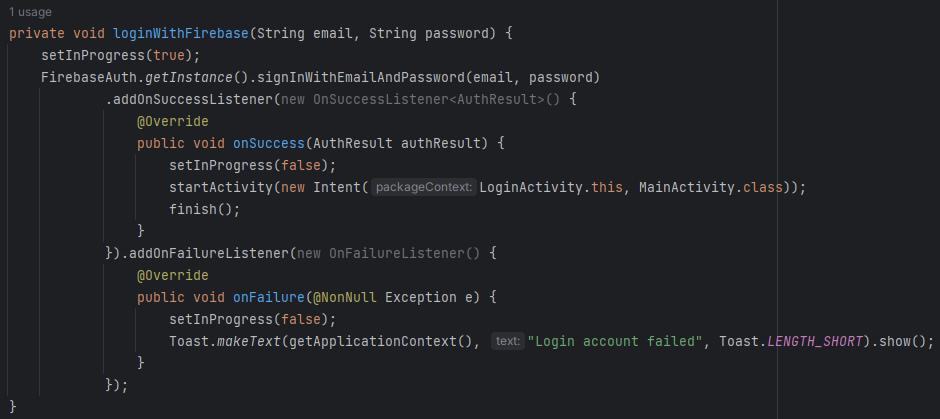 1 usage
private void loginWithFirebase(String email, String password) {
    setInProgress(true);
    FirebaseAuth.getInstance().signInWithEmailAndPassword(email, password)
            .addOnSuccessListener(new OnSuccessListener<AuthResult>() {
                @Override
                public void onSuccess(AuthResult authResult) {
                    setInProgress(false);
                    startActivity(new Intent( packageContext: LoginActivity.this, MainActivity.class));
                    finish();
                }
            }).addOnFailureListener(new OnFailureListener() {
                @Override
                public void onFailure(@NonNull Exception e) {
                    setInProgress(false);
                    Toast.makeText(getApplicationContext(), text: "Login account failed", Toast.LENGTH_SHORT).show();
                }
            });
}